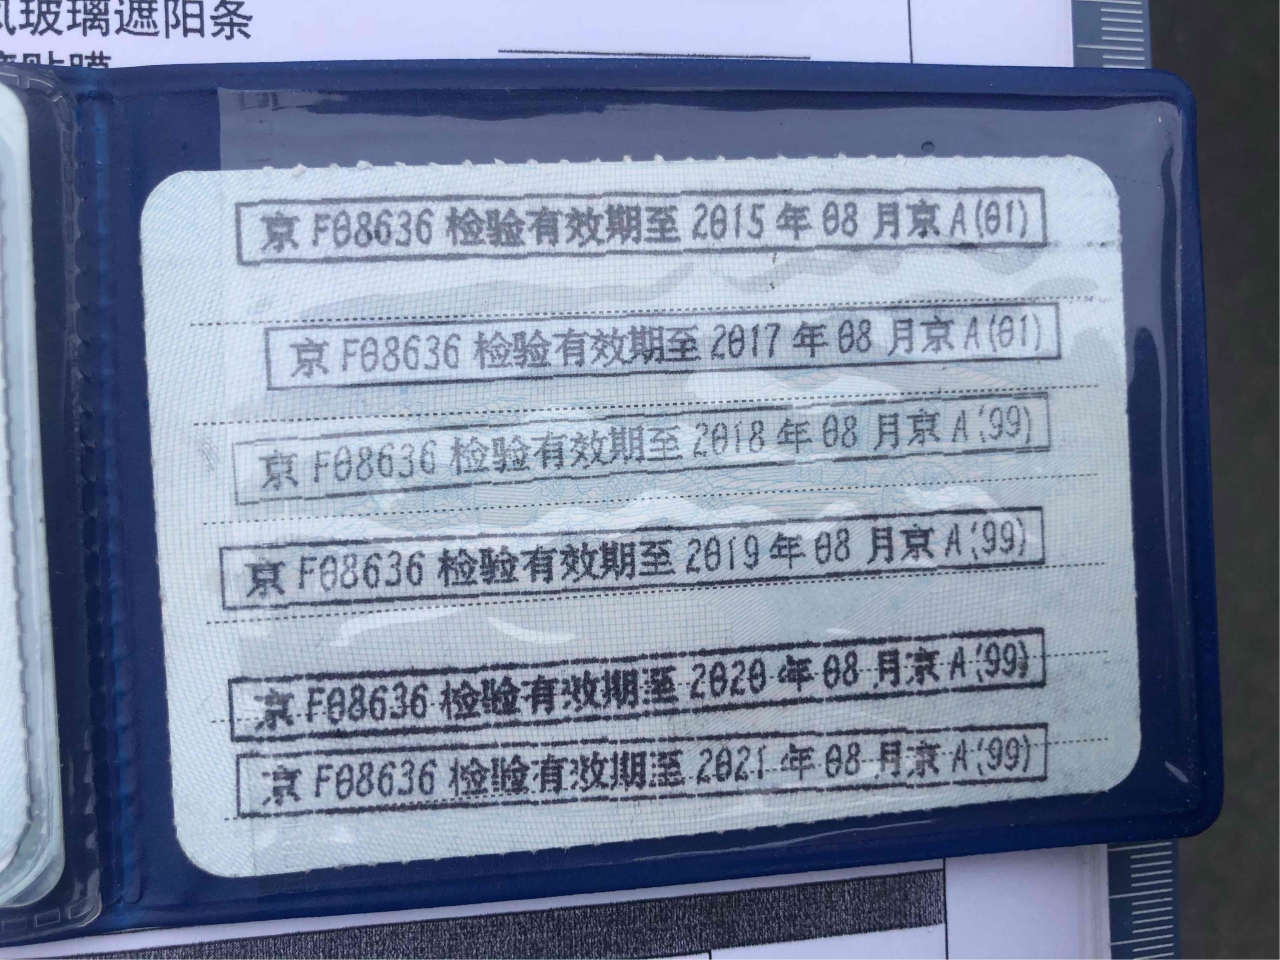 风玻璃遮阳条
京 F08636 检验有效期至 2015 年 08 月京 A(01)
京 F08636 检验有效期至 2017 年 08 月京 A(01)
京 F08636 检验有效期至 2018 年 08 月京 A(99)
京 F08636 检验有效期至 2019 年 08 月京 A(99)
京 F08636 检验有效期至 2020 年 08 月京 A(99)
京 F08636 检验有效期至 2021 年 08 月京 A(99)